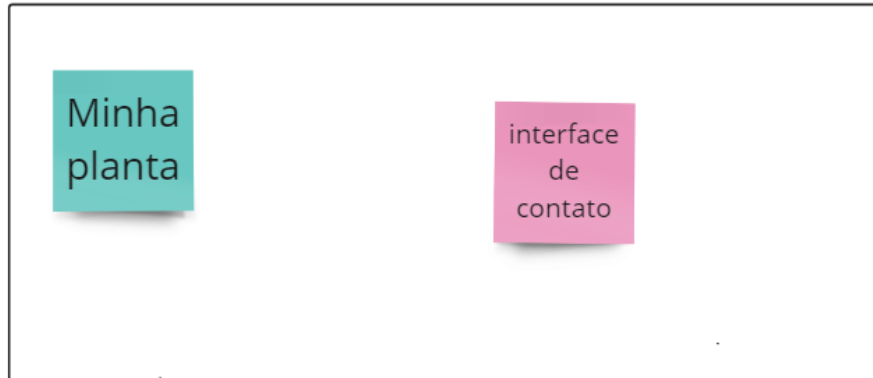 Minha
planta
interface
de
contato